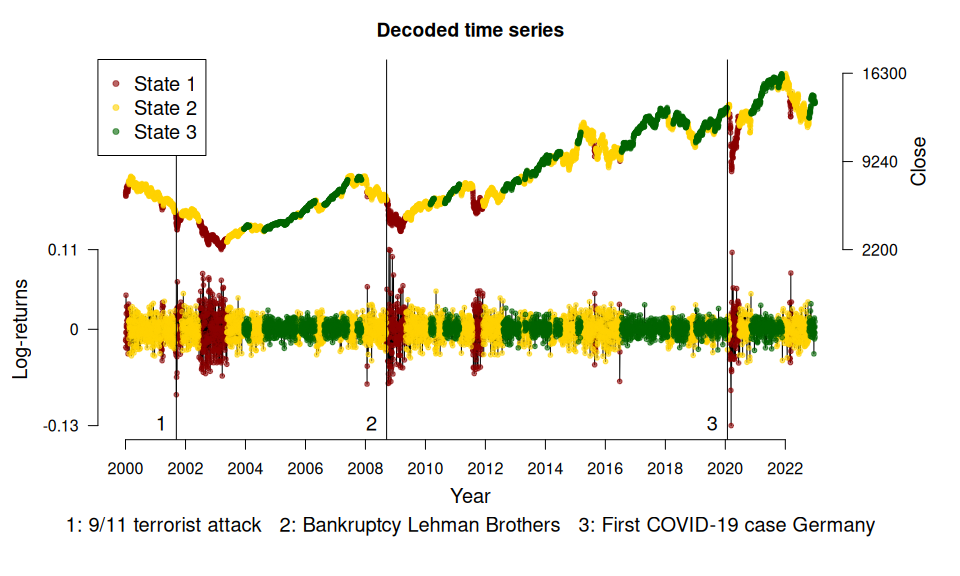 Decoded time series
State 1
State 2
State 3
16300
9240
2200
Close
0.11
0
-0.13
Log-returns
1
2
3
2000 2002 2004 2006 2008 2010 2012 2014 2016 2018 2020 2022
Year
1: 9/11 terrorist attack 2: Bankruptcy Lehman Brothers 3: First COVID-19 case Germany